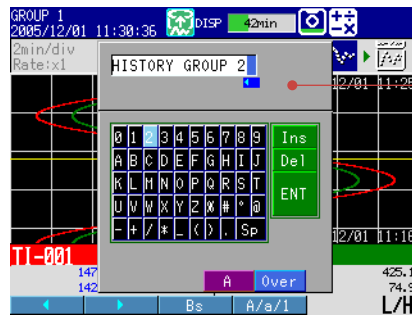 GROUP 1
2005/12/01 11:30:36 DISP 42min
2min/div
Rate:x1
HISTORY GROUP 2
12/01 11:25
0 1 2 3 4 5 6 7 8 9 Ins
A B C D E F G H I J Del
K L M N O P Q R S T ENT
U V W X Y Z % # ° @
- + / * _ ( ) . Sp
12/01 11:16
TI-001
147 425.1
142 74.9
A Over
L/H
Bs A/a/1